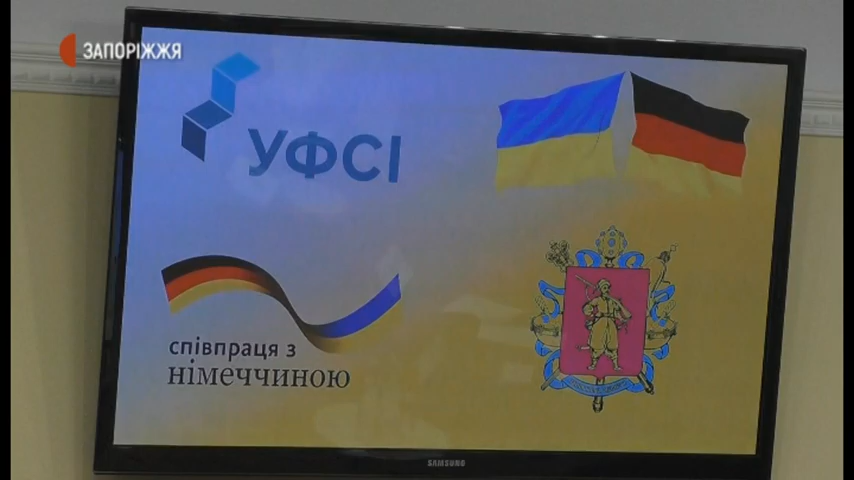 ЗАПОРІЖЖЯ
УФСІ
співпраця з
німеччиною
SAMSUNG